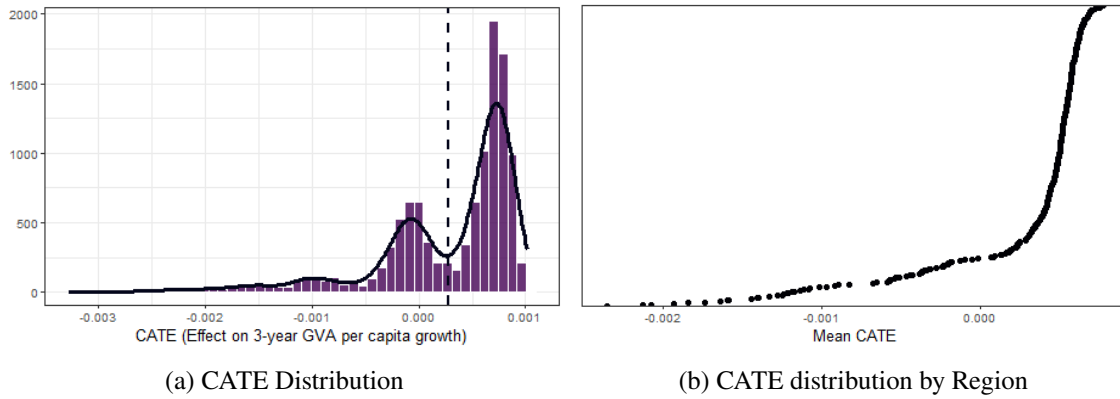 2000
1500
1000
500
0
-0.003 -0.002 -0.001 0.000 0.001
CATE (Effect on 3-year GVA per capita growth)
(a) CATE Distribution
-0.002 -0.001 0.000
Mean CATE
(b) CATE distribution by Region